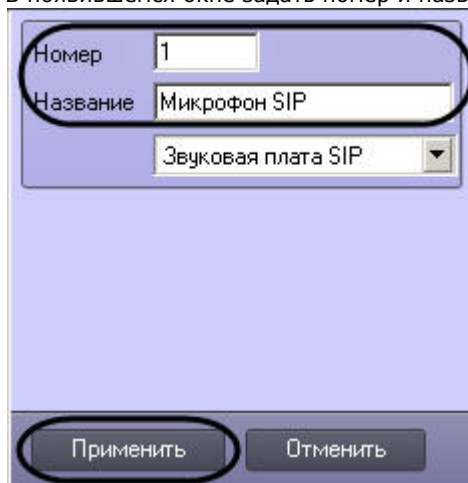 В появившемся окне задать номер и назв
Номер 1
Название Микрофон SIP
Звуковая плата SIP
Применить Отменить